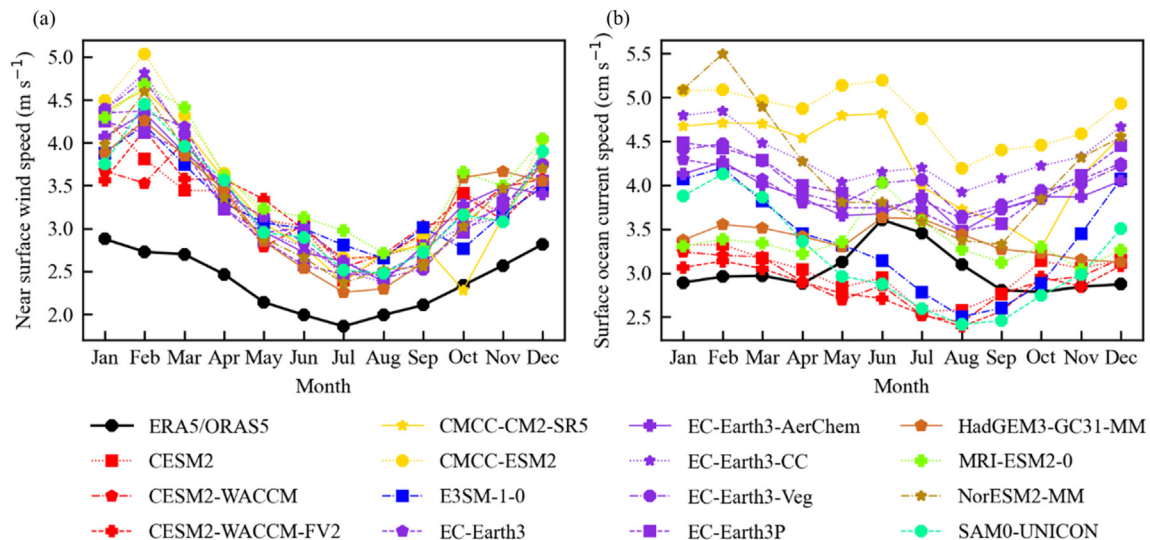 (a)
(b)
Near surface wind speed (m s⁻¹)
5.0
4.5
4.0
3.5
3.0
2.5
2.0
Jan Feb Mar Apr May Jun Jul Aug Sep Oct Nov Dec
Month
Surface ocean current speed (cm s⁻¹)
5.5
5.0
4.5
4.0
3.5
3.0
2.5
Jan Feb Mar Apr May Jun Jul Aug Sep Oct Nov Dec
Month
ERA5/ORAS5
CESM2
CESM2-WACCM
CESM2-WACCM-FV2
CMCC-CM2-SR5
CMCC-ESM2
E3SM-1-0
EC-Earth3
EC-Earth3-AerChem
EC-Earth3-CC
EC-Earth3-Veg
EC-Earth3P
HadGEM3-GC31-MM
MRI-ESM2-0
NorESM2-MM
SAM0-UNICON